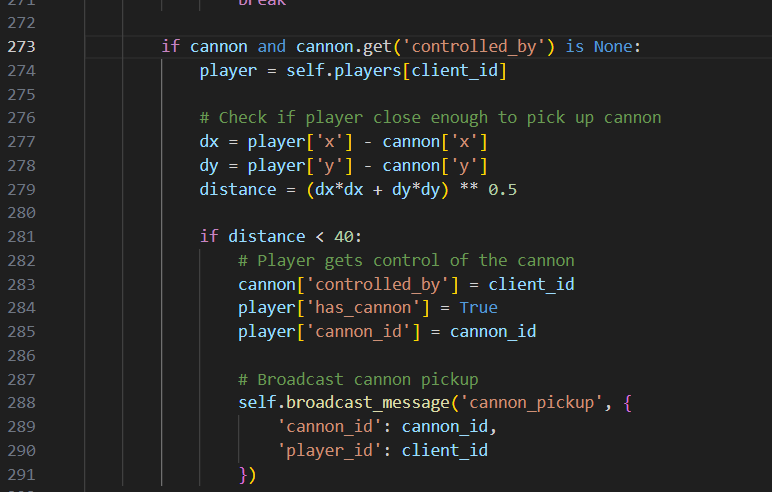 271 break
272
273 if cannon and cannon.get('controlled_by') is None:
274 player = self.players[client_id]
275
276 # Check if player close enough to pick up cannon
277 dx = player['x'] - cannon['x']
278 dy = player['y'] - cannon['y']
279 distance = (dx*dx + dy*dy) ** 0.5
280
281 if distance < 40:
282 # Player gets control of the cannon
283 cannon['controlled_by'] = client_id
284 player['has_cannon'] = True
285 player['cannon_id'] = cannon_id
286
287 # Broadcast cannon pickup
288 self.broadcast_message('cannon_pickup', {
289 'cannon_id': cannon_id,
290 'player_id': client_id
291 })